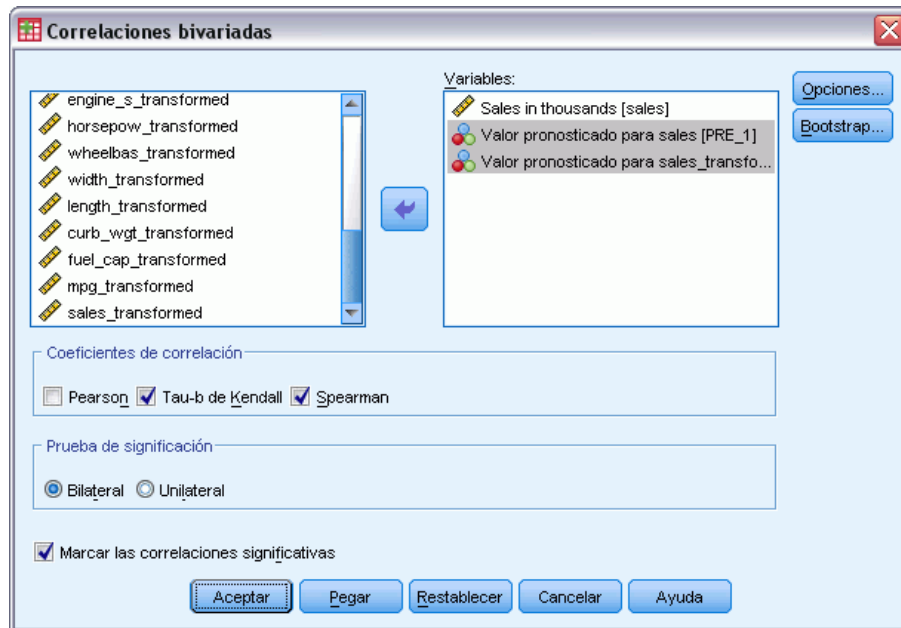 Correlaciones bivariadas
engine_s_transformed
horsepow_transformed
wheelbas_transformed
width_transformed
length_transformed
curb_wgt_transformed
fuel_cap_transformed
mpg_transformed
sales_transformed
Variables:
Sales in thousands [sales]
Valor pronosticado para sales [PRE_1]
Valor pronosticado para sales_transfo...
Opciones...
Bootstrap...
Coeficientes de correlación
Pearson Tau-b de Kendall Spearman
Prueba de significación
Bilateral Unilateral
Marcar las correlaciones significativas
Aceptar Pegar Restablecer Cancelar Ayuda